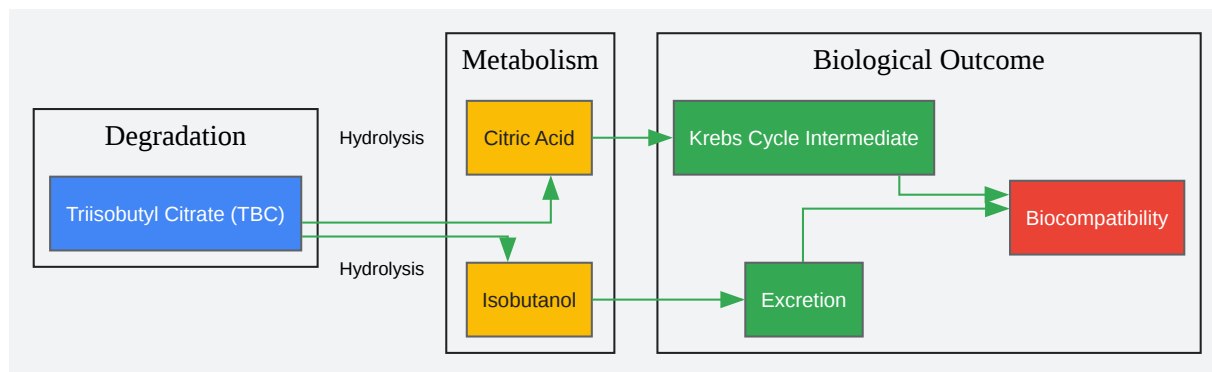 Degradation
Triisobutyl Citrate (TBC)
Hydrolysis
Hydrolysis
Metabolism
Citric Acid
Isobutanol
Biological Outcome
Krebs Cycle Intermediate
Excretion
Biocompatibility